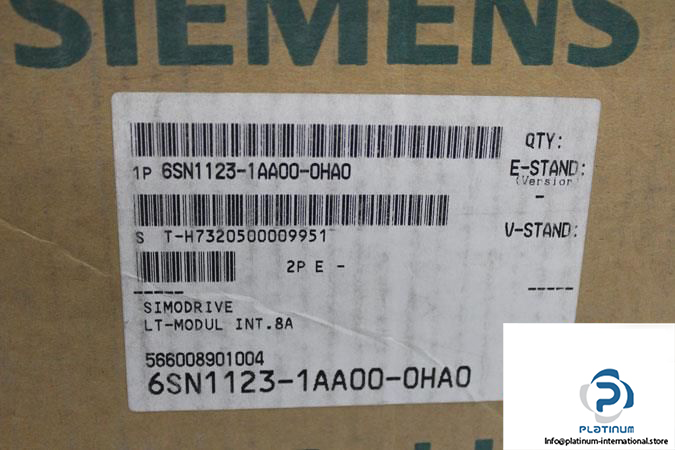 SIEMENS
1P 6SN1123-1AA00-0HA0
QTY:
E-STAND:
(Version)
-
S T-H7320500009951
V-STAND:
2P E -
-----
-----
SIMODRIVE
LT-MODUL INT.8A
566008901004
6SN1123-1AA00-0HA0
PLATINUM
Info@platinum-international.store